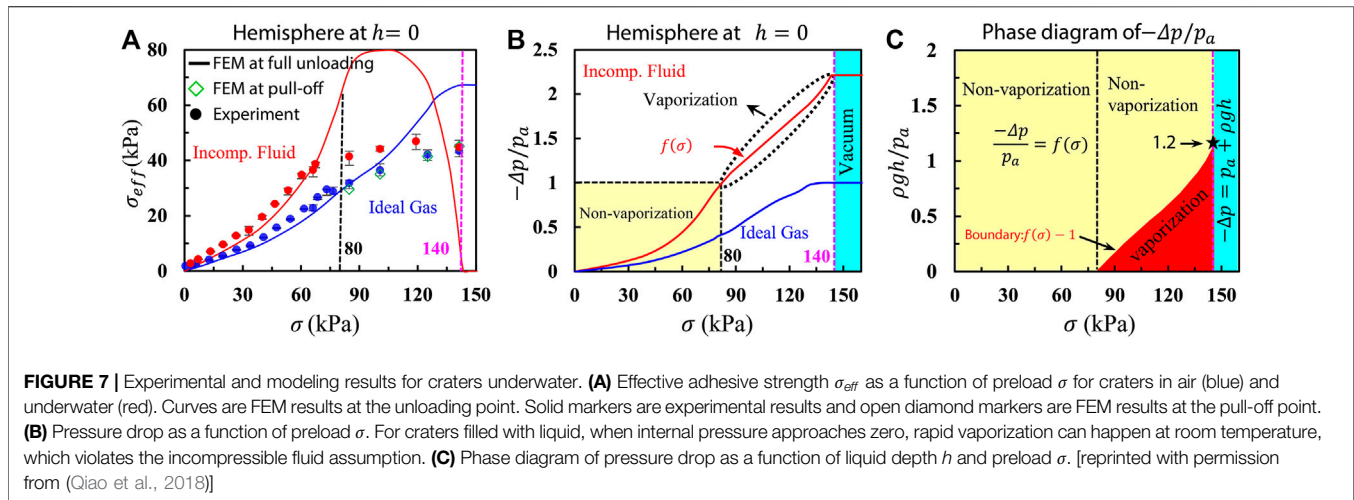 A
Hemisphere at h= 0
80
60
40
20
0
σeff(kPa)
FEM at full unloading
FEM at pull-off
Experiment
Incomp. Fluid
Ideal Gas
80
140
0 30 60 90 120 150
σ (kPa)
B
Hemisphere at h= 0
2.5
2
1.5
1
0.5
0
-Δp/pa
Incomp. Fluid
Vaporization
f(σ)
Non-vaporization
Ideal Gas
80
140
Vacuum
0 30 60 90 120 150
σ (kPa)
C
Phase diagram of-Δp/pa
2
1.5
1
0.5
0
ρgh/pa
Non-vaporization
Non-
vaporization
-Δp/pa = f(σ)
1.2
Boundary:f(σ) − 1
vaporization
-Δp = pa + ρgh
0 30 60 90 120 150
σ (kPa)
FIGURE 7 | Experimental and modeling results for craters underwater. (A) Effective adhesive strength σeff as a function of preload σ for craters in air (blue) and
underwater (red). Curves are FEM results at the unloading point. Solid markers are experimental results and open diamond markers are FEM results at the pull-off point.
(B) Pressure drop as a function of preload σ. For craters filled with liquid, when internal pressure approaches zero, rapid vaporization can happen at room temperature,
which violates the incompressible fluid assumption. (C) Phase diagram of pressure drop as a function of liquid depth h and preload σ. [reprinted with permission
from (Qiao et al., 2018)]